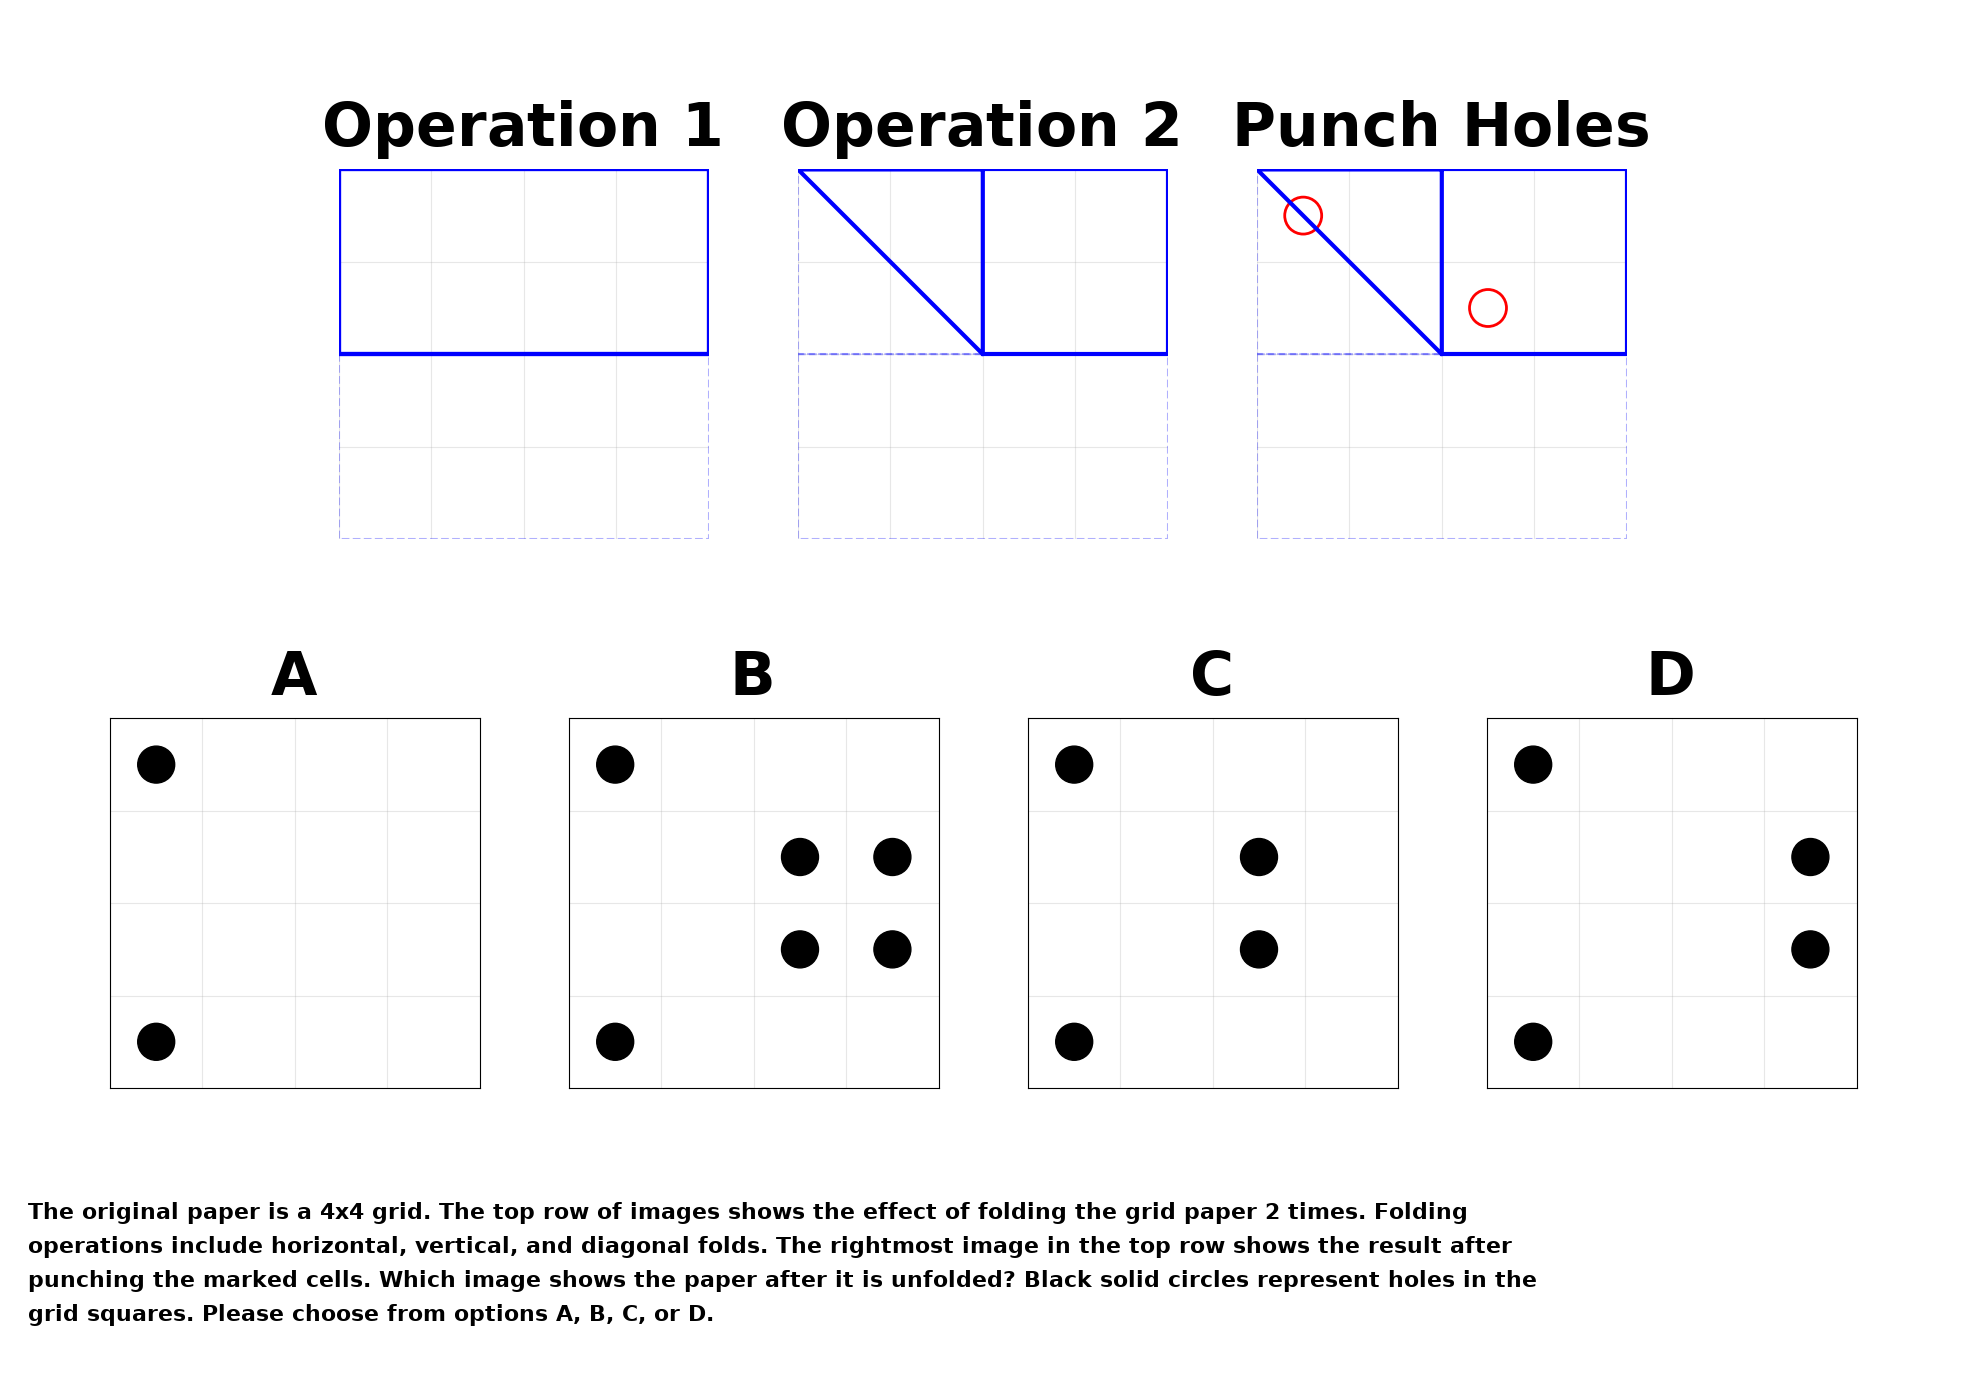 Operation 1 Operation 2 Punch Holes
A B C D
The original paper is a 4x4 grid. The top row of images shows the effect of folding the grid paper 2 times. Folding
operations include horizontal, vertical, and diagonal folds. The rightmost image in the top row shows the result after
punching the marked cells. Which image shows the paper after it is unfolded? Black solid circles represent holes in the
grid squares. Please choose from options A, B, C, or D.